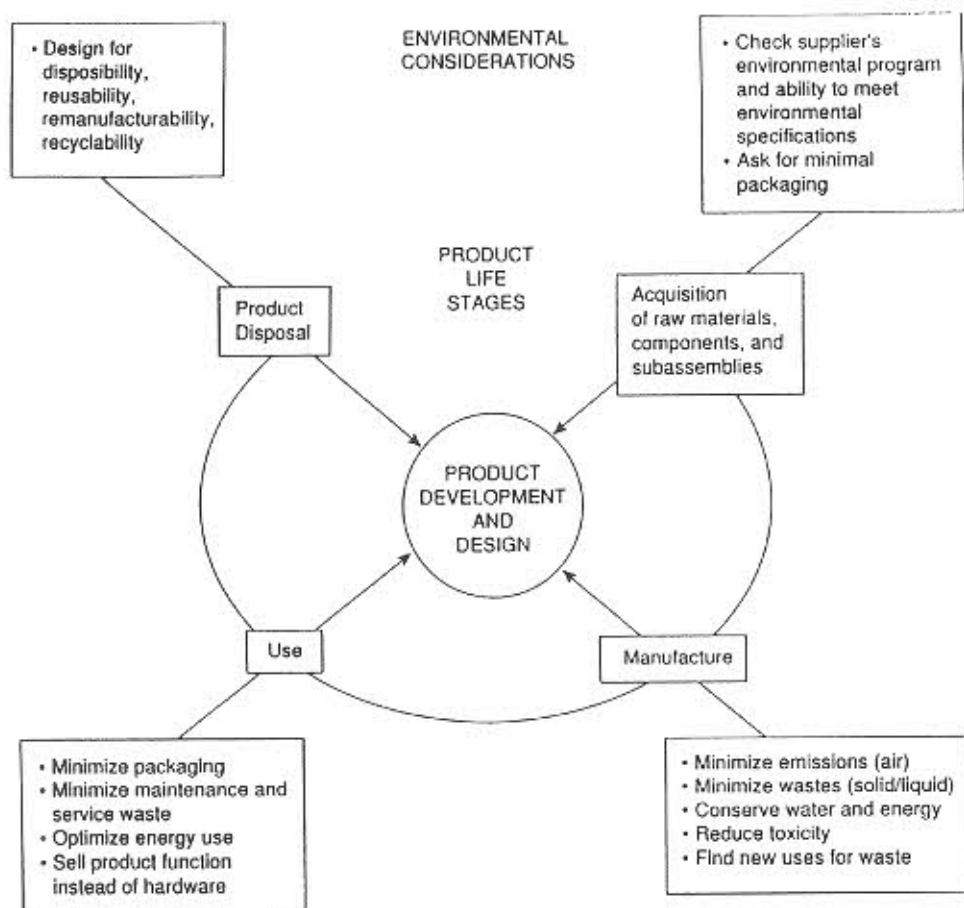 • Design for
disposibility,
reusability,
remanufacturability,
recyclability
ENVIRONMENTAL
CONSIDERATIONS
• Check supplier's
environmental program
and ability to meet
environmental
specifications
• Ask for minimal
packaging
PRODUCT
LIFE
STAGES
Product
Disposal
Acquisition
of raw materials,
components, and
subassemblies
PRODUCT
DEVELOPMENT
AND
DESIGN
Use
Manufacture
• Minimize packaging
• Minimize maintenance and
service waste
• Optimize energy use
• Sell product function
instead of hardware
• Minimize emissions (air)
• Minimize wastes (solid/liquid)
• Conserve water and energy
• Reduce toxicity
• Find new uses for waste